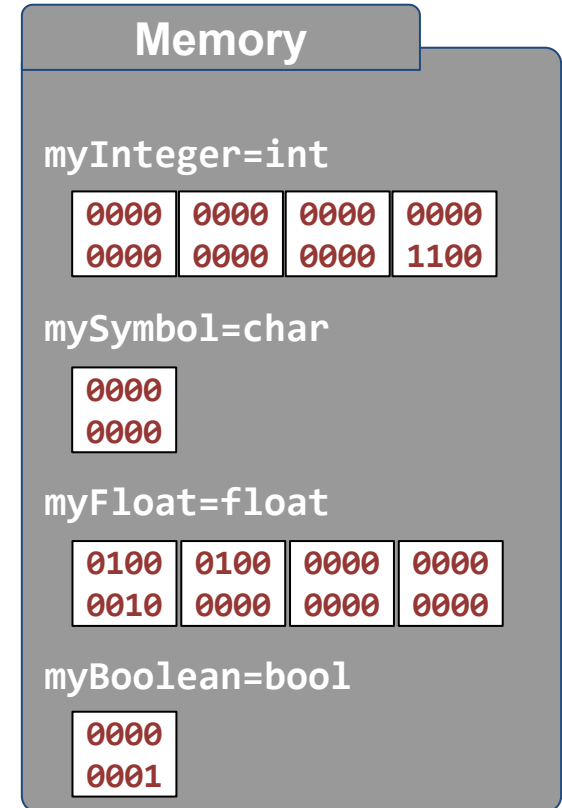 Memory
myInteger=int
0000 0000 0000 0000
0000 0000 0000 1100
mySymbol=char
0000
0000
myFloat=float
0100 0100 0000 0000
0010 0000 0000 0000
myBoolean=bool
0000
0001